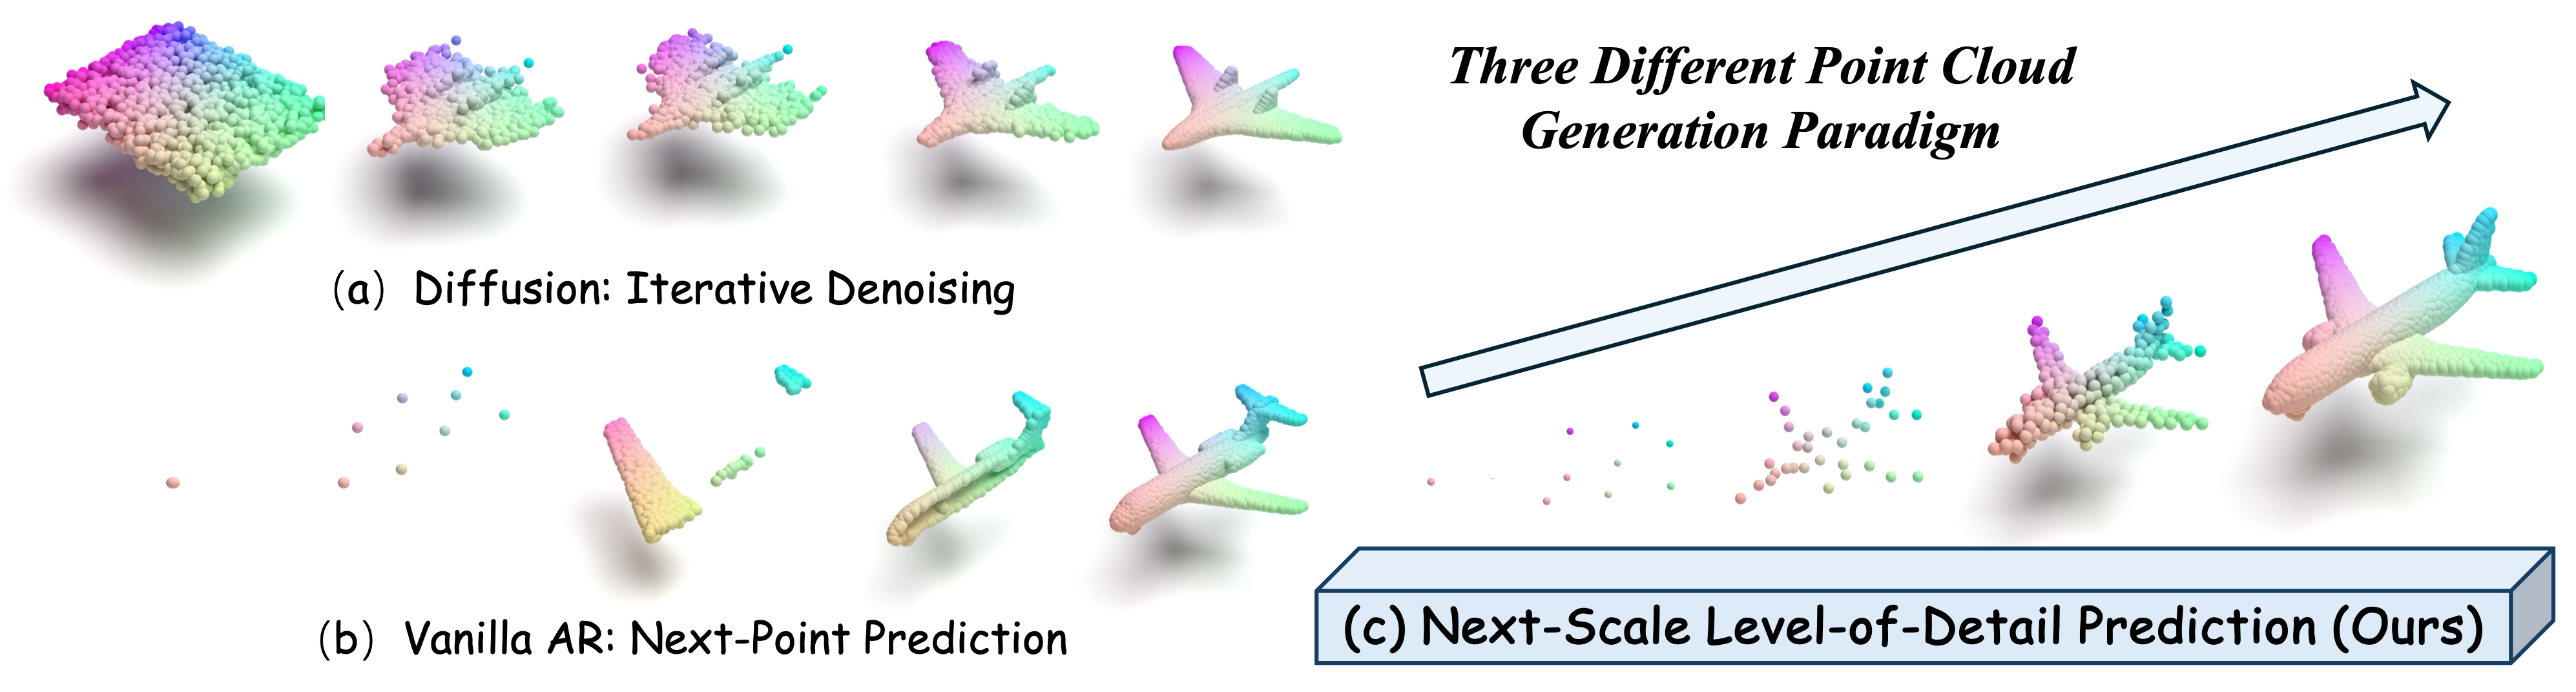 Three Different Point Cloud
Generation Paradigm
(a) Diffusion: Iterative Denoising
(b) Vanilla AR: Next-Point Prediction
(c) Next-Scale Level-of-Detail Prediction (Ours)